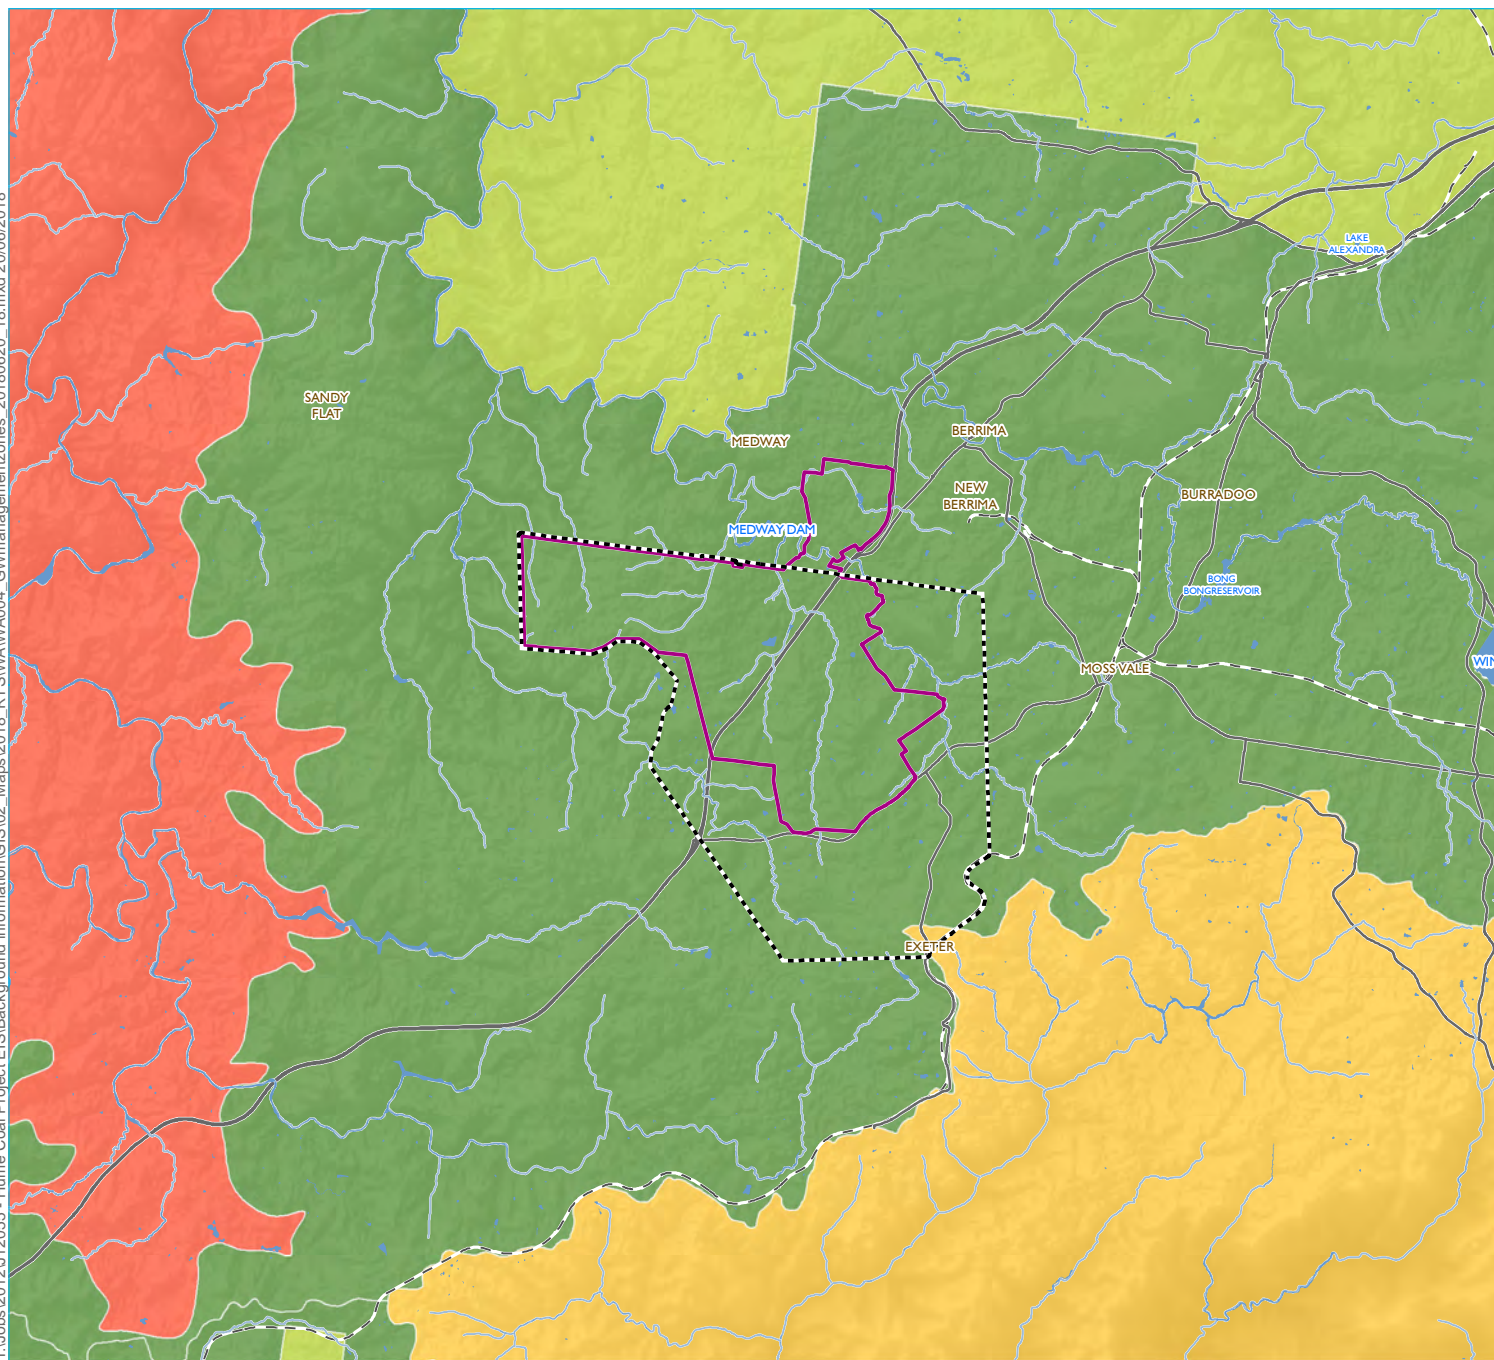 LAKE
ALEXANDRA
SANDY
FLAT
MEDWAY
BERRIMA
NEW
BERRIMA
BURRADOO
MEDWAY DAM
BONG
BONGRESERVOIR
MOSS VALE
WIN
EXETER